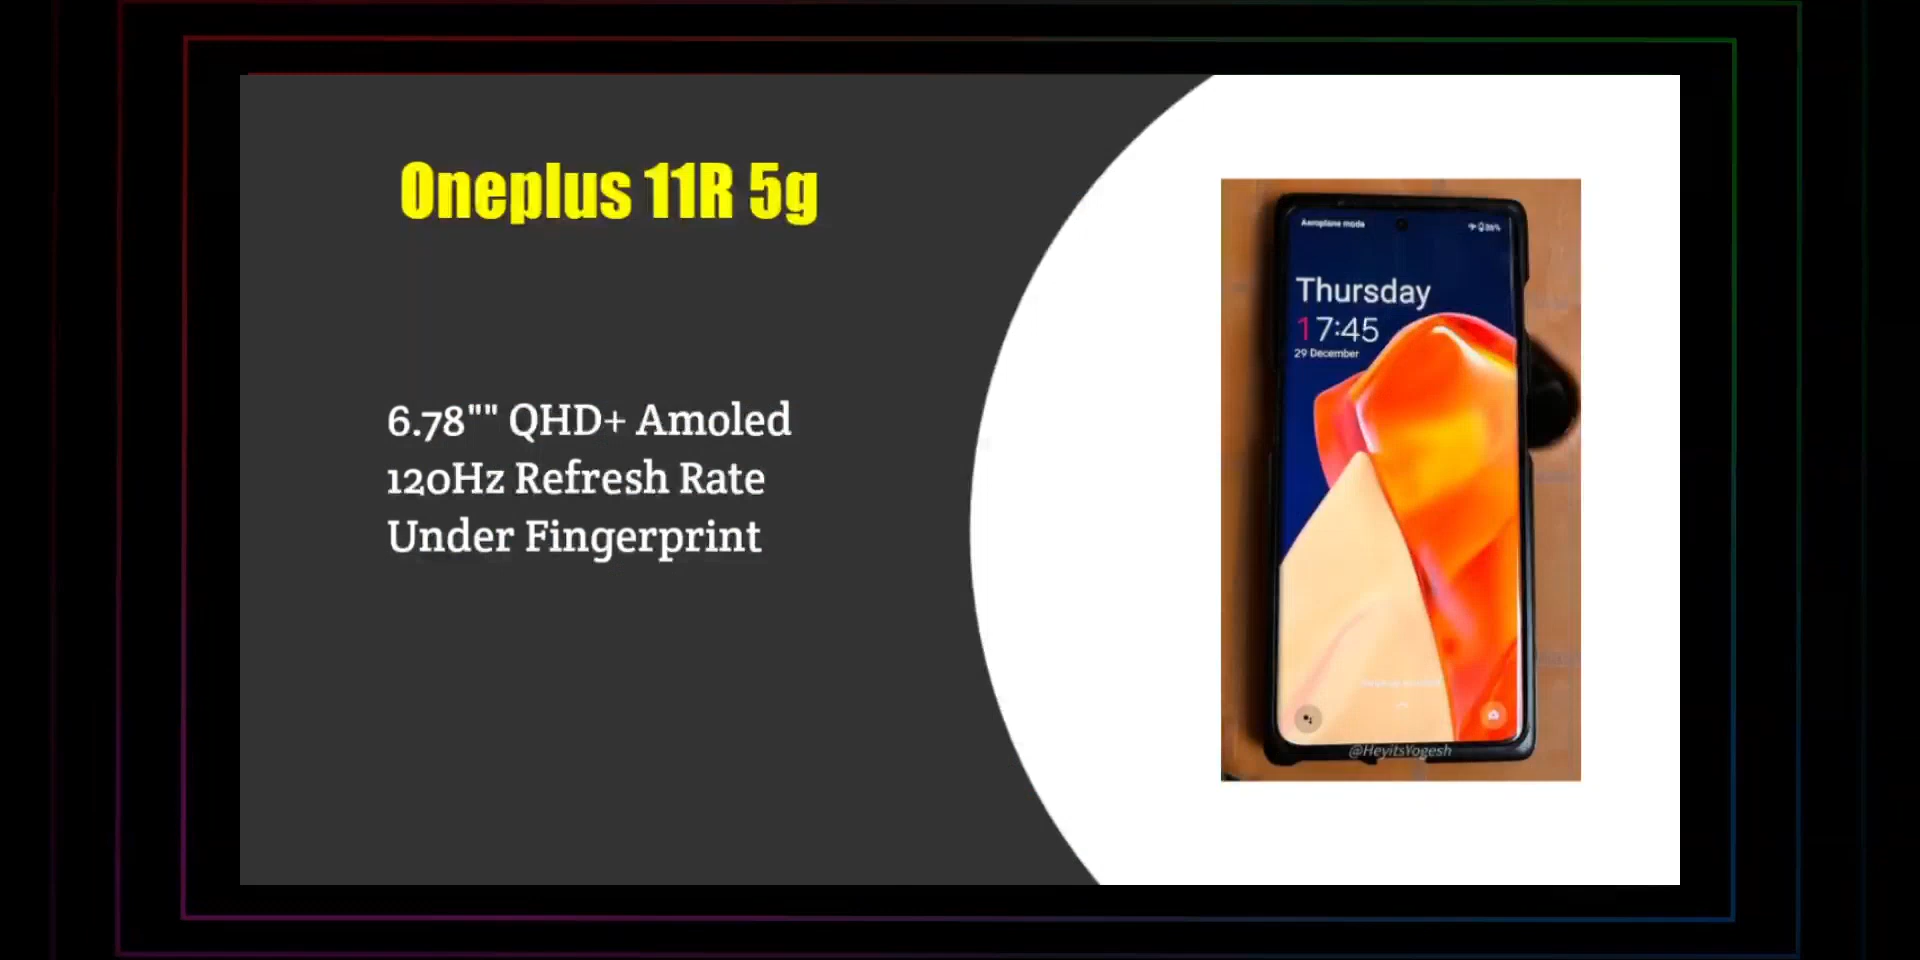 Oneplus 11R 5g
6.78"" QHD+ Amoled
120Hz Refresh Rate
Under Fingerprint
Aeroplane mode
Thursday
17:45
29 December
@HeyitsYogesh